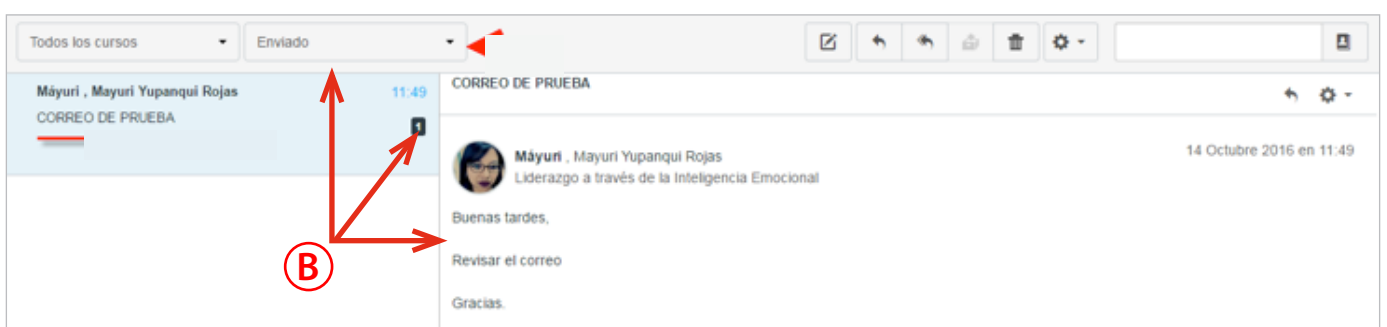 Todos los cursos
Enviado
Máyuri , Mayuri Yupanqui Rojas
11:49
CORREO DE PRUEBA
1
B
CORREO DE PRUEBA
Máyuri , Mayuri Yupanqui Rojas
14 Octubre 2016 en 11:49
Liderazgo a través de la Inteligencia Emocional
Buenas tardes,
Revisar el correo
Gracias.